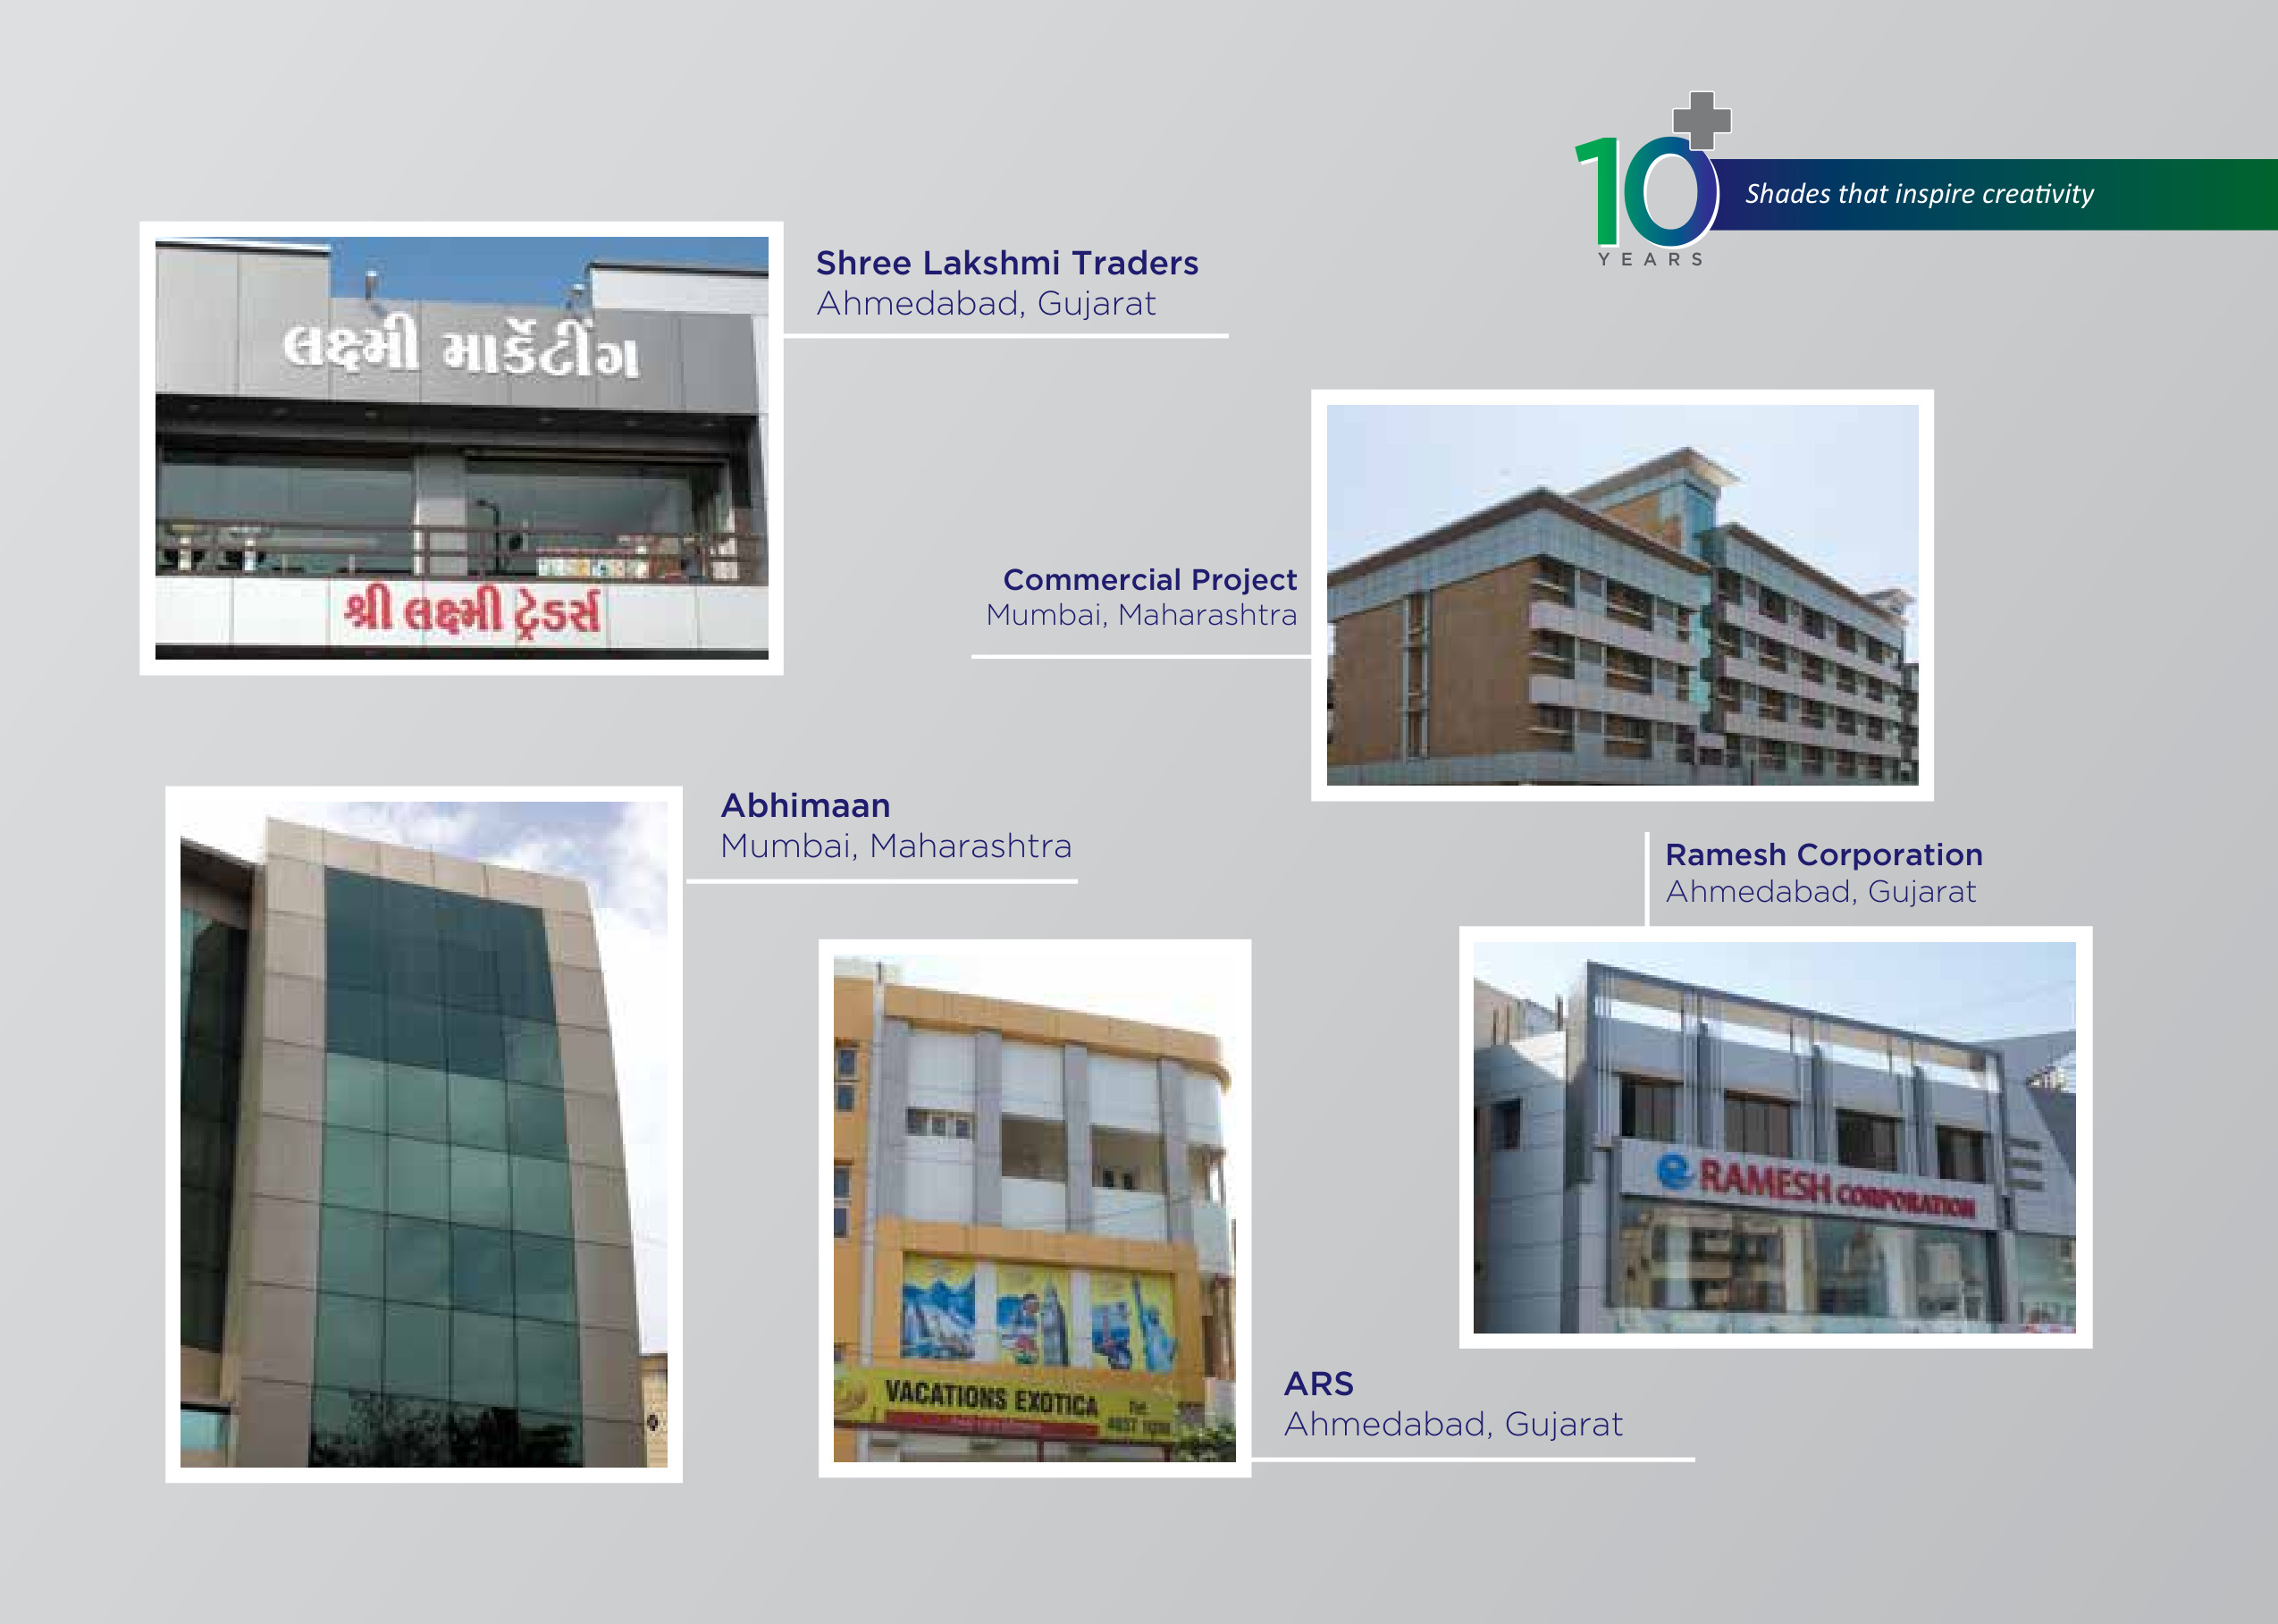 10+
YEARS
Shades that inspire creativity
Shree Lakshmi Traders
Ahmedabad, Gujarat
લક્ષ્મી માર્કેટીંગ
શ્રી લક્ષ્મી ટ્રેડર્સ
Commercial Project
Mumbai, Maharashtra
Abhimaan
Mumbai, Maharashtra
Ramesh Corporation
Ahmedabad, Gujarat
RAMESH CORPORATION
VACATIONS EXOTICA
Tel.
ARS
Ahmedabad, Gujarat